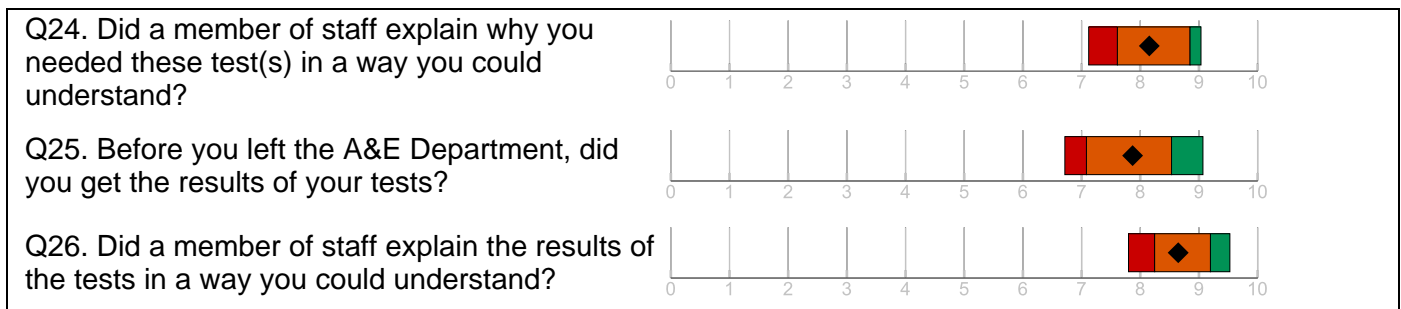 Q24. Did a member of staff explain why you
needed these test(s) in a way you could
understand?
0 1 2 3 4 5 6 7 8 9 10
Q25. Before you left the A&E Department, did
you get the results of your tests?
0 1 2 3 4 5 6 7 8 9 10
Q26. Did a member of staff explain the results of
the tests in a way you could understand?
0 1 2 3 4 5 6 7 8 9 10